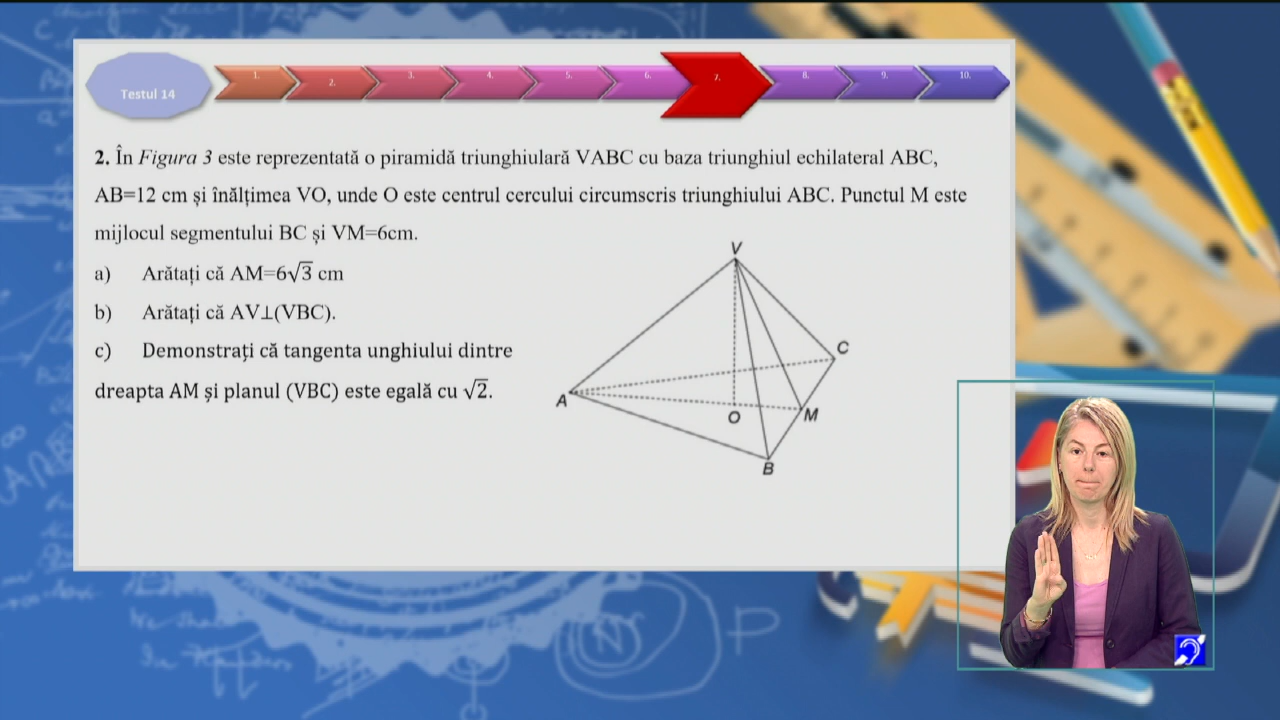 Testul 14
1.
2.
3.
4.
5.
6.
7.
8.
9.
10.
2. În Figura 3 este reprezentată o piramidă triunghiulară VABC cu baza triunghiul echilateral ABC,
AB=12 cm și înălțimea VO, unde O este centrul cercului circumscris triunghiului ABC. Punctul M este
mijlocul segmentului BC și VM=6cm.
a) Arătați că AM=6√3 cm
b) Arătați că AV⊥(VBC).
c) Demonstrați că tangenta unghiului dintre
dreapta AM și planul (VBC) este egală cu √2.
V
C
A
O
M
B
P
N